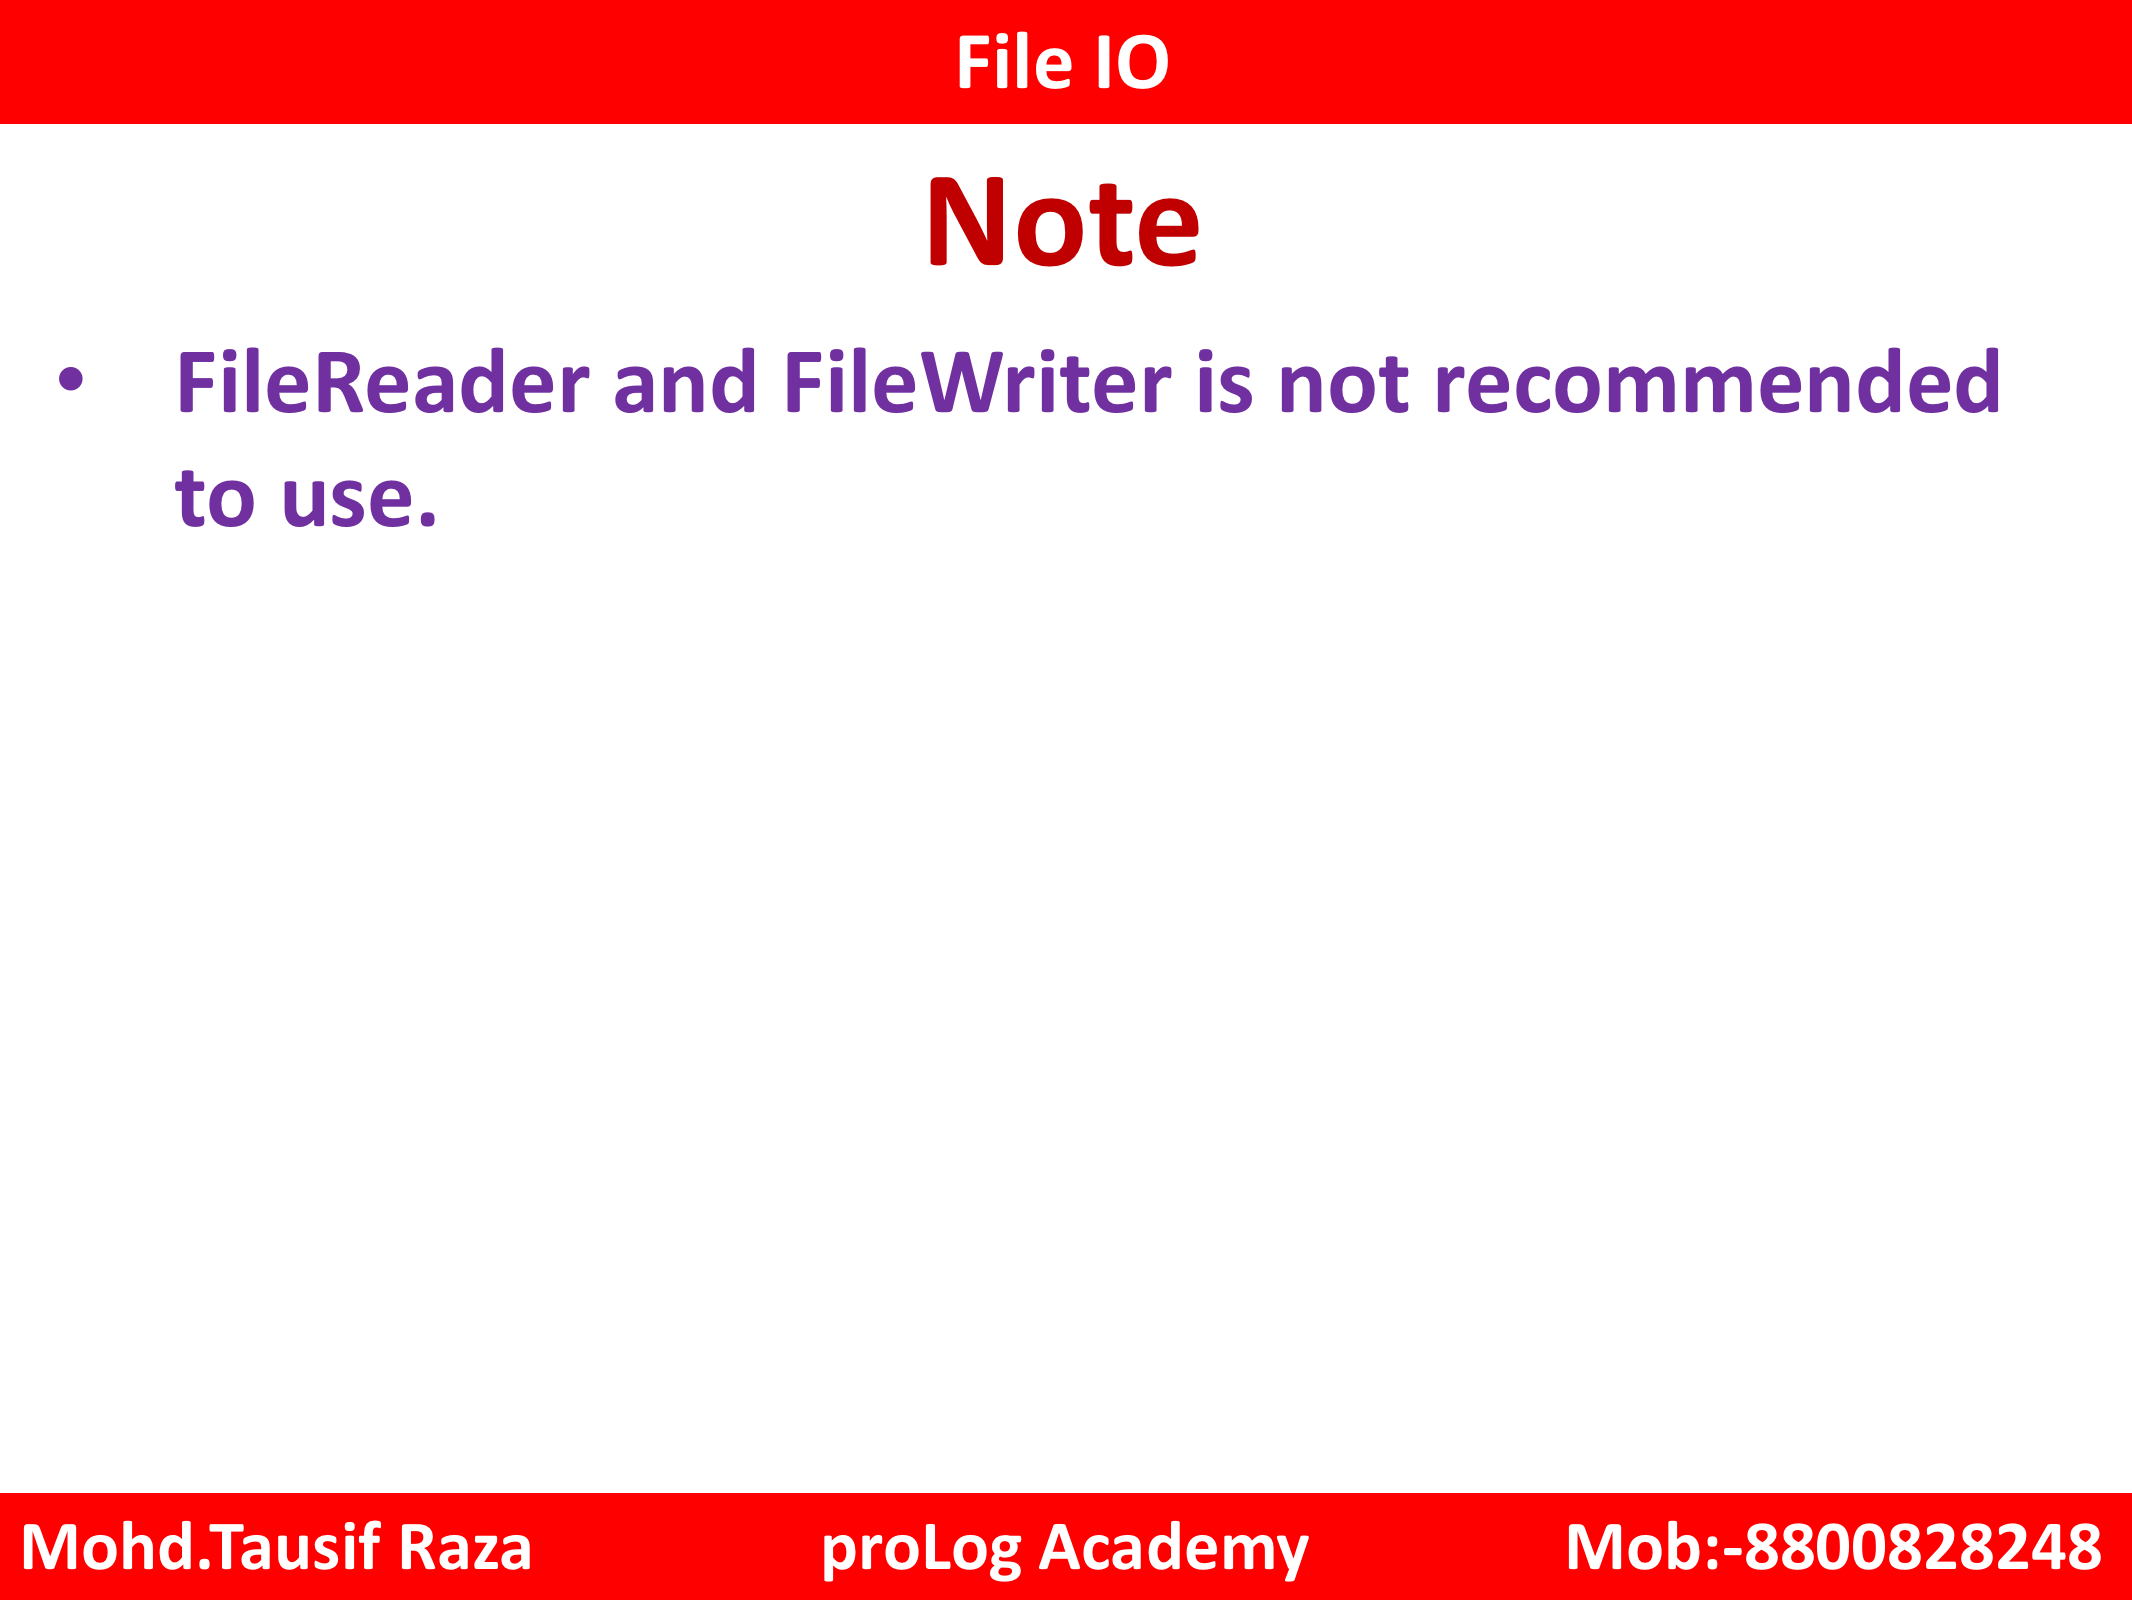 File IO
Note
• FileReader and FileWriter is not recommended
to use.
Mohd.Tausif Raza proLog Academy Mob:-8800828248